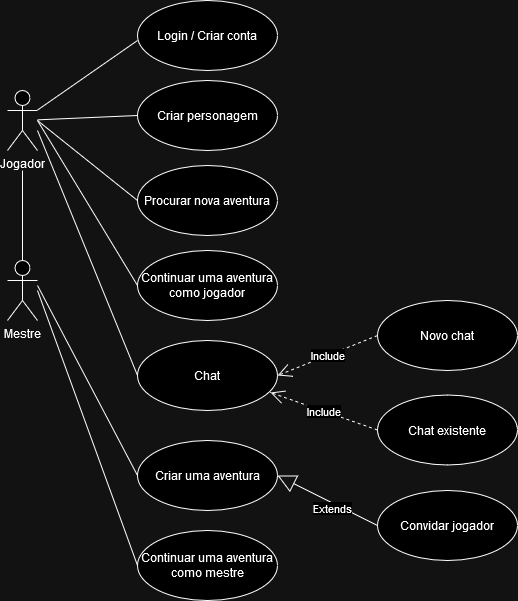 Login / Criar conta
Criar personagem
Jogador
Procurar nova aventura
Continuar uma aventura
como jogador
Mestre
Novo chat
Include
Chat
Include
Chat existente
Criar uma aventura
Extends
Convidar jogador
Continuar uma aventura
como mestre